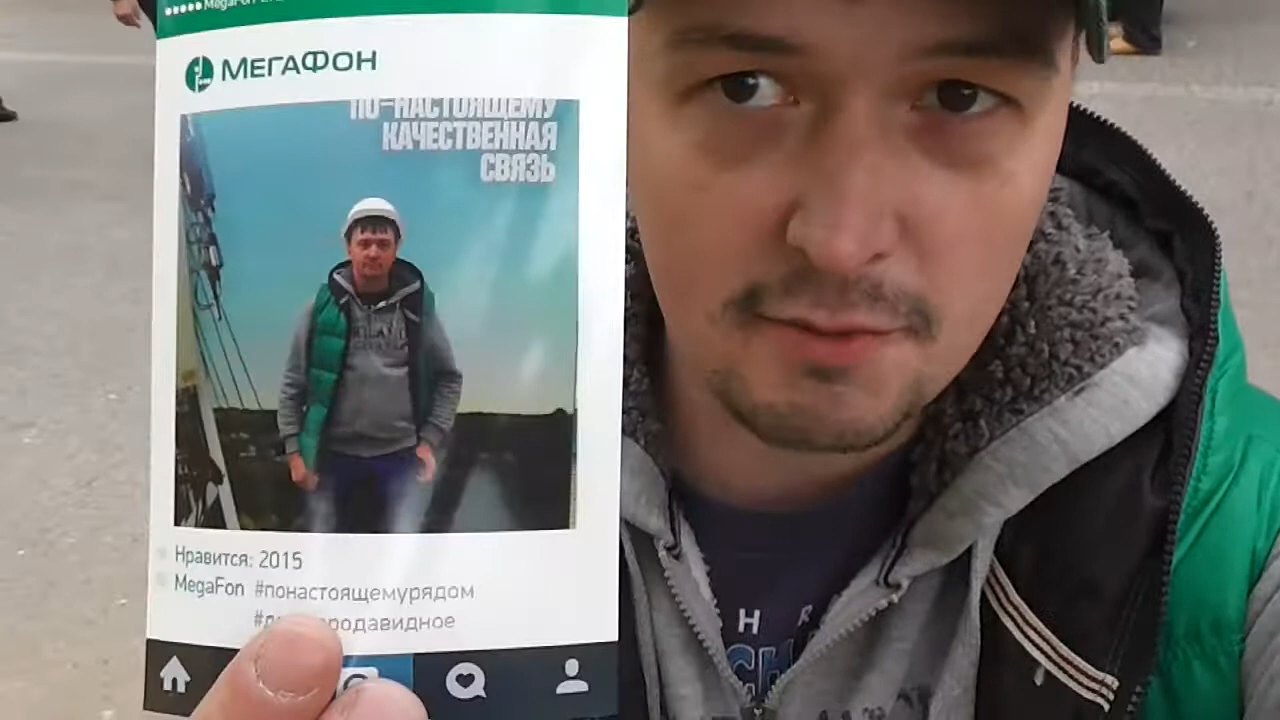 МЕГАФОН
ПО-НАСТОЯЩЕМУ
КАЧЕСТВЕННАЯ
СВЯЗЬ
Нравится: 2015
MegaFon #понастоящемурядом